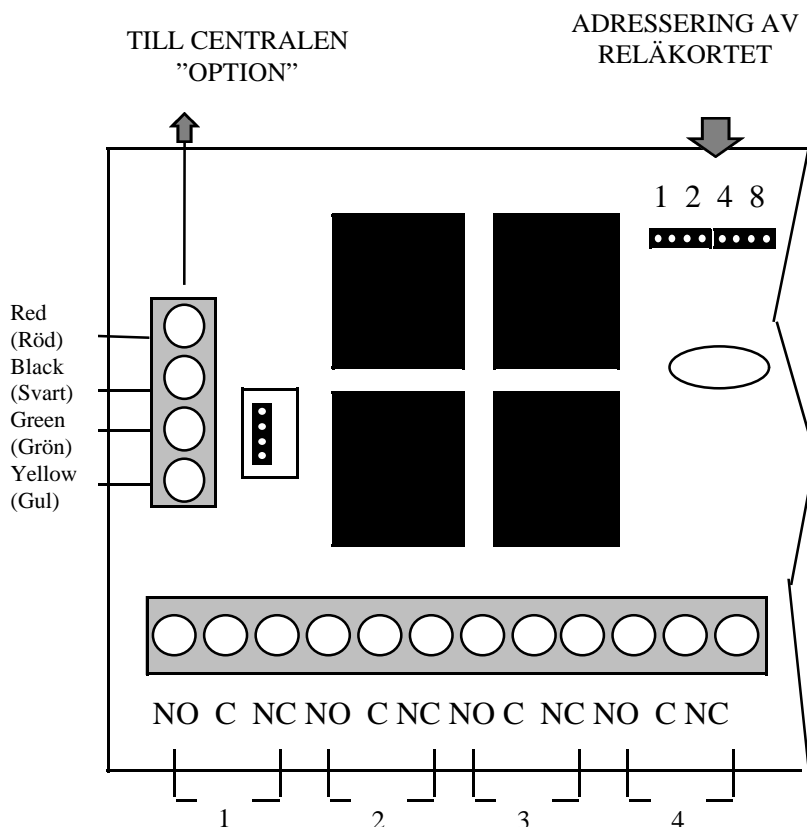 TILL CENTRALEN
”OPTION”
ADRESSERING AV
RELÄKORTET
1 2 4 8
Red
(Röd)
Black
(Svart)
Green
(Grön)
Yellow
(Gul)
NO C NC NO C NC NO C NC NO C NC
1 2 3 4